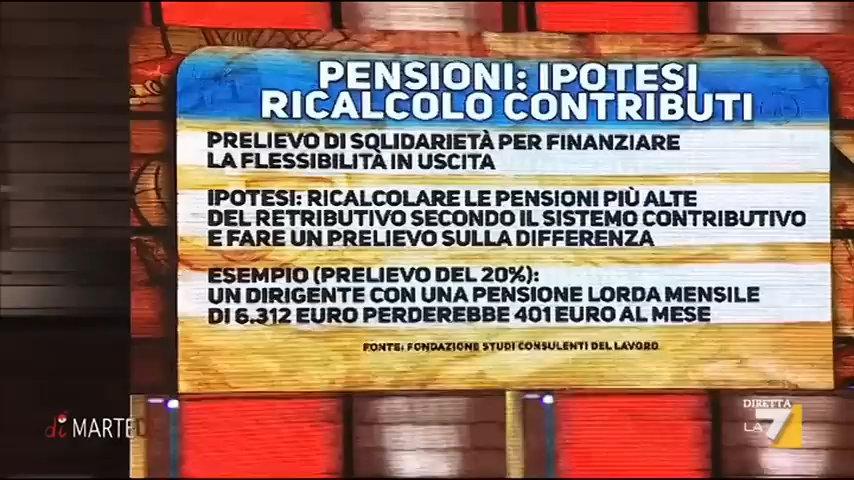 PENSIONI: IPOTESI
RICALCOLO CONTRIBUTI
PRELIEVO DI SOLIDARIETÀ PER FINANZIARE
LA FLESSIBILITÀ IN USCITA
IPOTESI: RICALCOLARE LE PENSIONI PIÙ ALTE
DEL RETRIBUTIVO SECONDO IL SISTEMA CONTRIBUTIVO
E FARE UN PRELIEVO SULLA DIFFERENZA
ESEMPIO (PRELIEVO DEL 20%):
UN DIRIGENTE CON UNA PENSIONE LORDA MENSILE
DI 6.312 EURO PERDEREBBE 401 EURO AL MESE
FONTE: FONDAZIONE STUDI CONSULENTI DEL LAVORO
di MARTEDÌ
DIRETTA
LA7